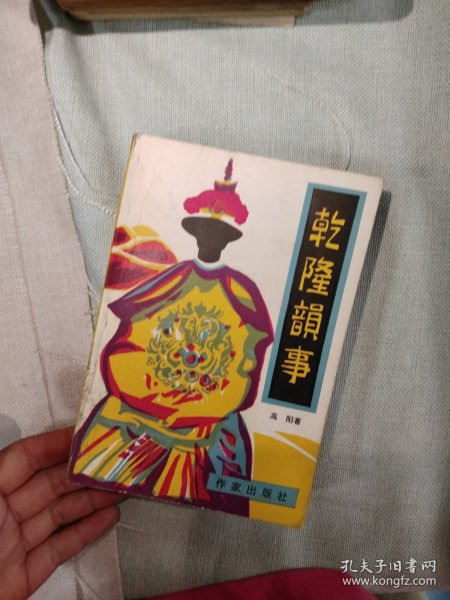 乾隆韻事
高 阳著
作家出版社
孔夫子旧书网
www.kongfz.com